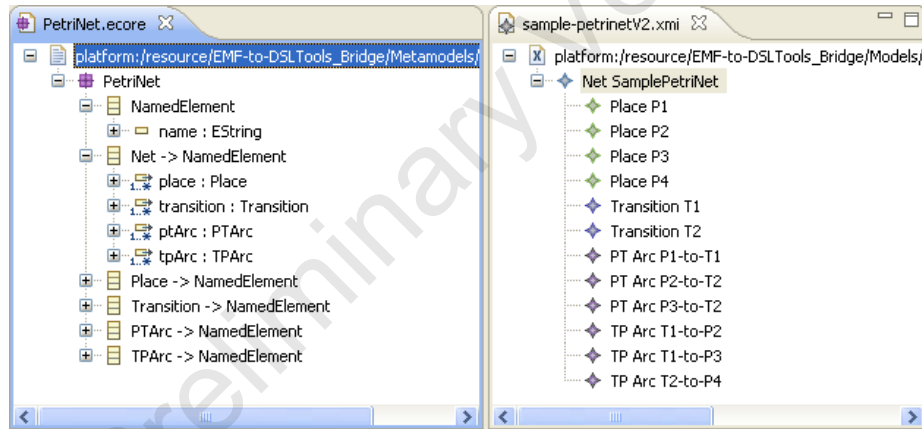 PetriNet.ecore
platform:/resource/EMF-to-DSLTools_Bridge/Metamodels/
PetriNet
NamedElement
name : EString
Net -> NamedElement
place : Place
transition : Transition
ptArc : PTArc
tpArc : TPArc
Place -> NamedElement
Transition -> NamedElement
PTArc -> NamedElement
TPArc -> NamedElement
sample-petrinetV2.xmi
platform:/resource/EMF-to-DSLTools_Bridge/Models/
Net SamplePetriNet
Place P1
Place P2
Place P3
Place P4
Transition T1
Transition T2
PT Arc P1-to-T1
PT Arc P2-to-T2
PT Arc P3-to-T2
TP Arc T1-to-P2
TP Arc T1-to-P3
TP Arc T2-to-P4